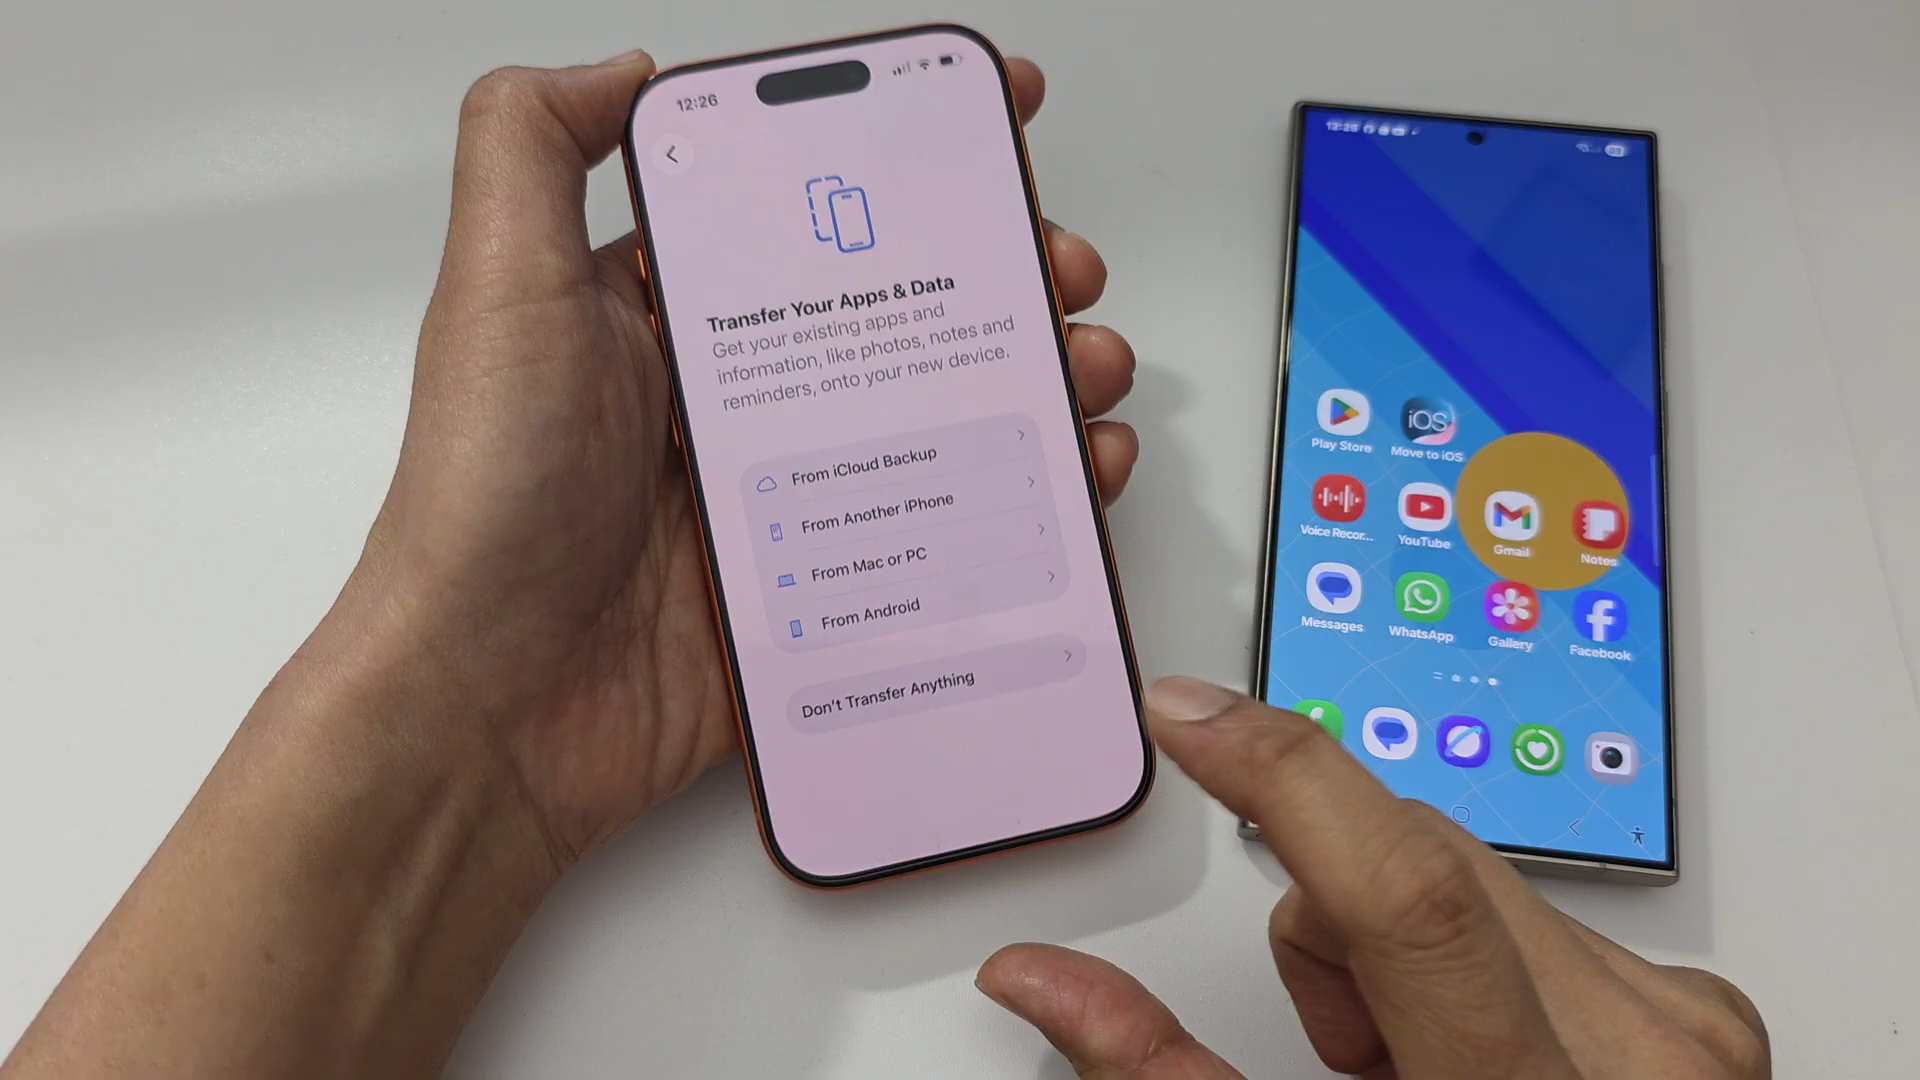 12:26
Transfer Your Apps & Data
Get your existing apps and
information, like photos, notes and
reminders, onto your new device.
From iCloud Backup
From Another iPhone
From Mac or PC
From Android
Don't Transfer Anything
12:26
89
iOS
Play Store
Move to iOS
Voice Recor...
YouTube
Gmail
Notes
Messages
WhatsApp
Gallery
Facebook